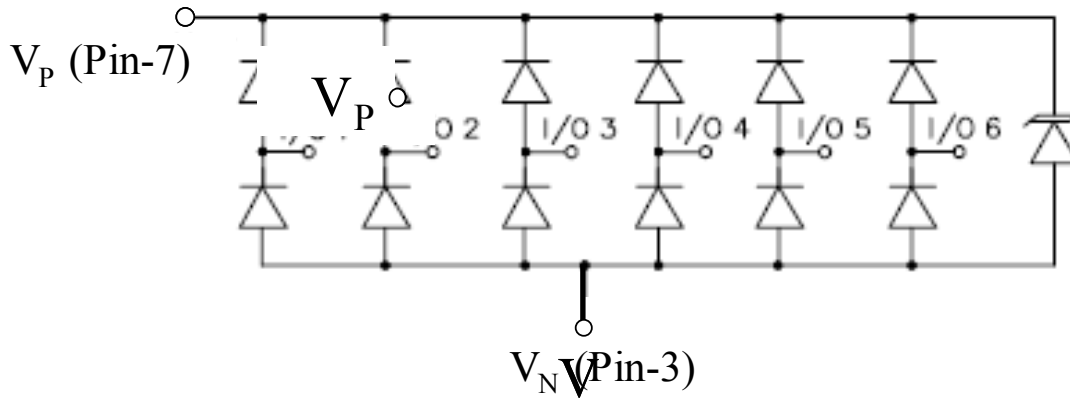 V_P (Pin-7)
V_P
O 2
I/O 3
I/O 4
I/O 5
I/O 6
V_N (Pin-3)
V